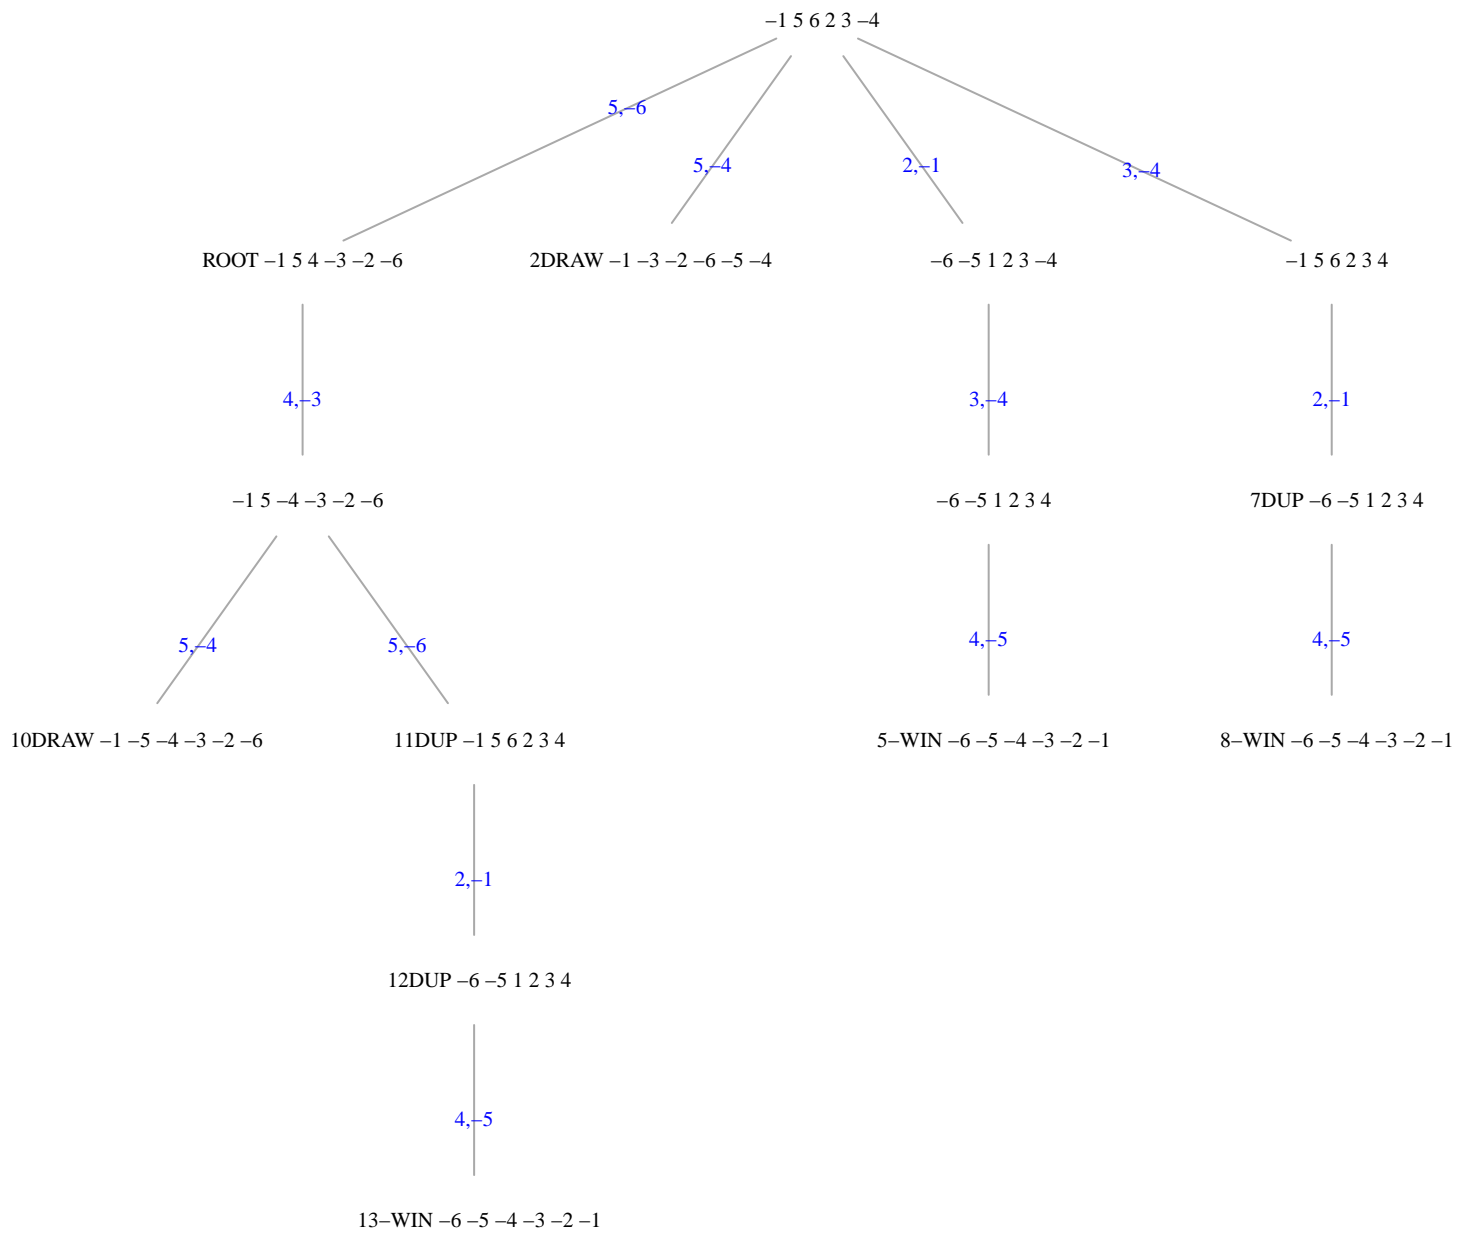 –1 5 6 2 3 –4
5,–6
5,–4
2,–1
3,–4
ROOT –1 5 4 –3 –2 –6
2DRAW –1 –3 –2 –6 –5 –4
–6 –5 1 2 3 –4
–1 5 6 2 3 4
4,–3
3,–4
2,–1
–1 5 –4 –3 –2 –6
–6 –5 1 2 3 4
7DUP –6 –5 1 2 3 4
5,–4
5,–6
4,–5
4,–5
10DRAW –1 –5 –4 –3 –2 –6
11DUP –1 5 6 2 3 4
5–WIN –6 –5 –4 –3 –2 –1
8–WIN –6 –5 –4 –3 –2 –1
2,–1
12DUP –6 –5 1 2 3 4
4,–5
13–WIN –6 –5 –4 –3 –2 –1